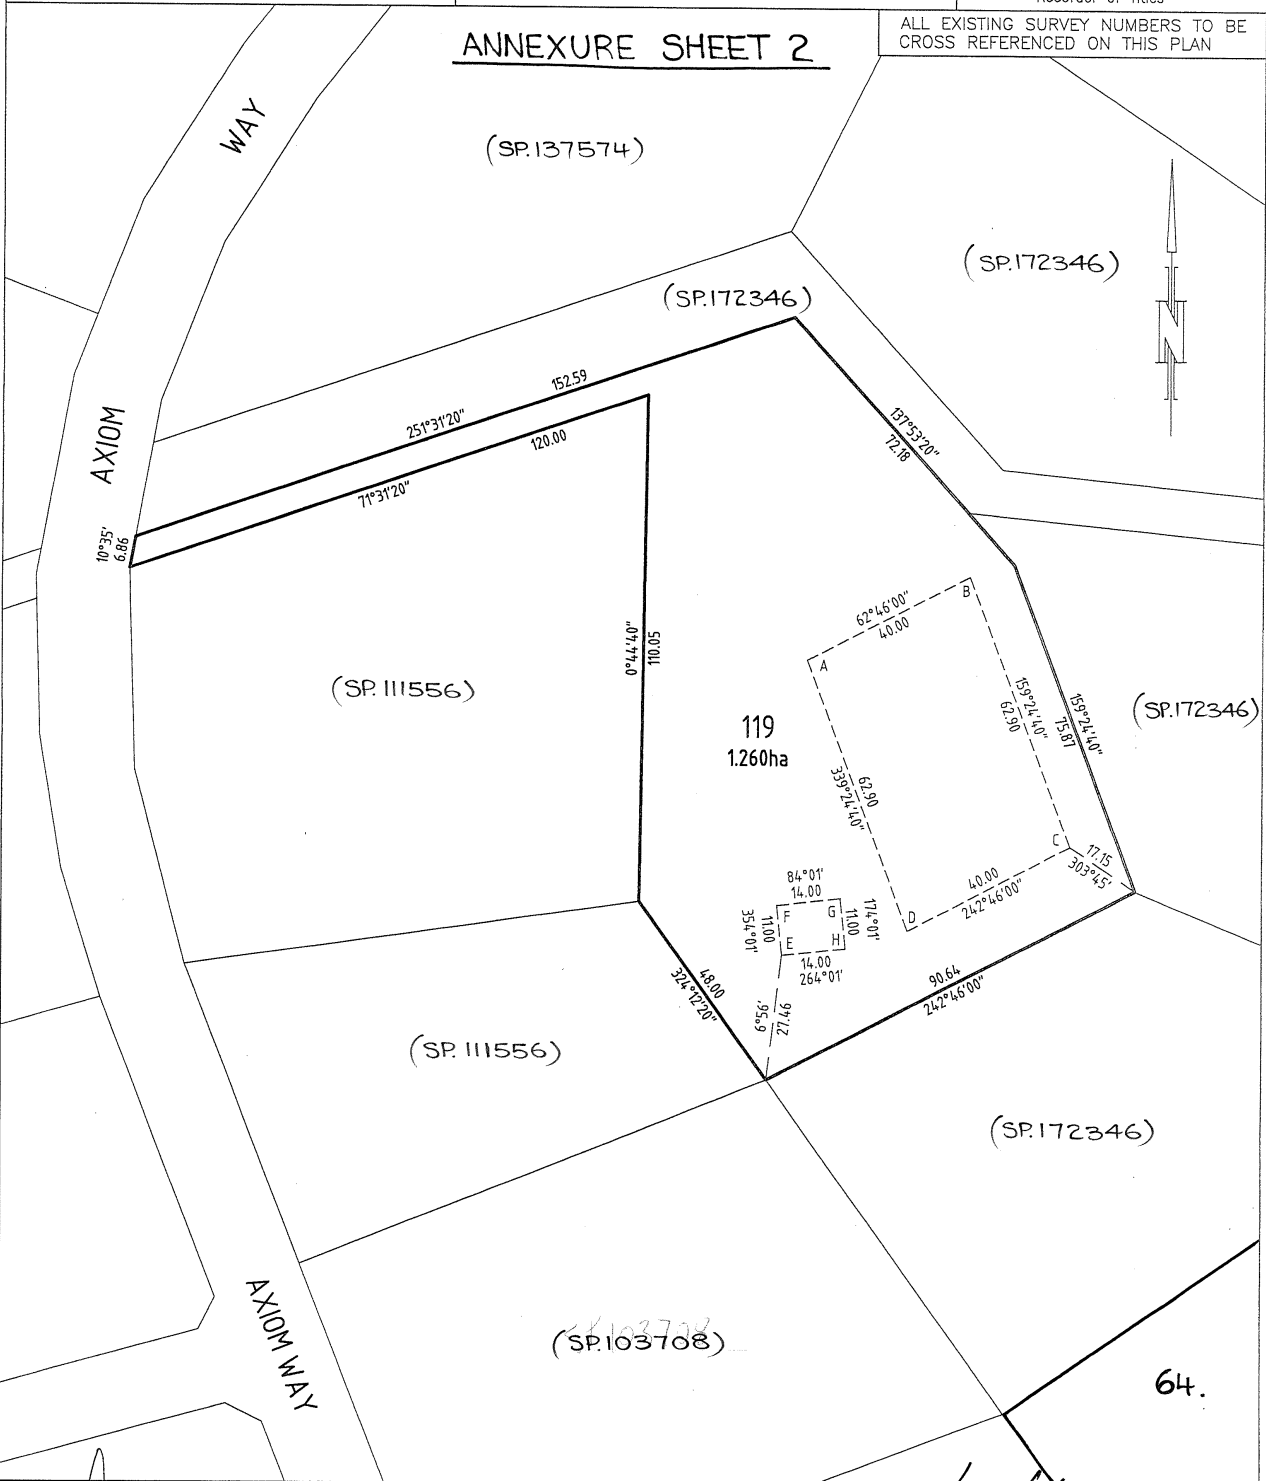 Recorder of Titles
ALL EXISTING SURVEY NUMBERS TO BE
CROSS REFERENCED ON THIS PLAN
ANNEXURE SHEET 2
WAY
(SP.137574)
(SP.172346)
(SP.172346)
N
152.59
251°31'20"
120.00
71°31'20"
AXIOM
10°35'
6.86
137°53'20"
72.18
62°46'00"
40.00
B
A
0°44'40"
110.05
(SP.111556)
119
1.260ha
159°24'40"
62.90
159°24'40"
75.87
(SP.172346)
62.90
339°24'40"
C
17.15
303°45'
40.00
242°46'00"
D
84°01'
14.00
F
G
354°01'
11.00
11.00
174°01'
E
H
14.00
264°01'
9°56'
27.46
48.00
324°12'20"
90.64
242°46'00"
(SP.111556)
(SP.172346)
AXIOM WAY
(SP.103708)
64.